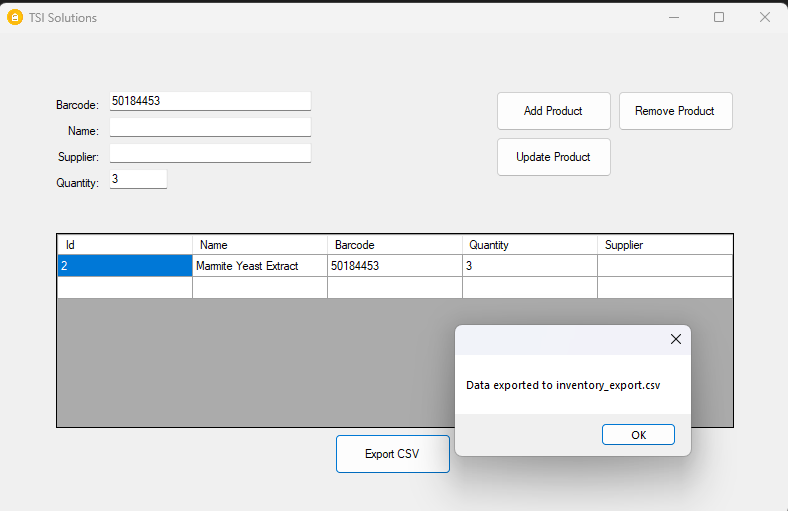 TSI Solutions
Barcode: 50184453
Name:
Supplier:
Quantity: 3
Add Product Remove Product
Update Product
Id Name Barcode Quantity Supplier
2 Marmite Yeast Extract 50184453 3
Data exported to inventory_export.csv
OK
Export CSV